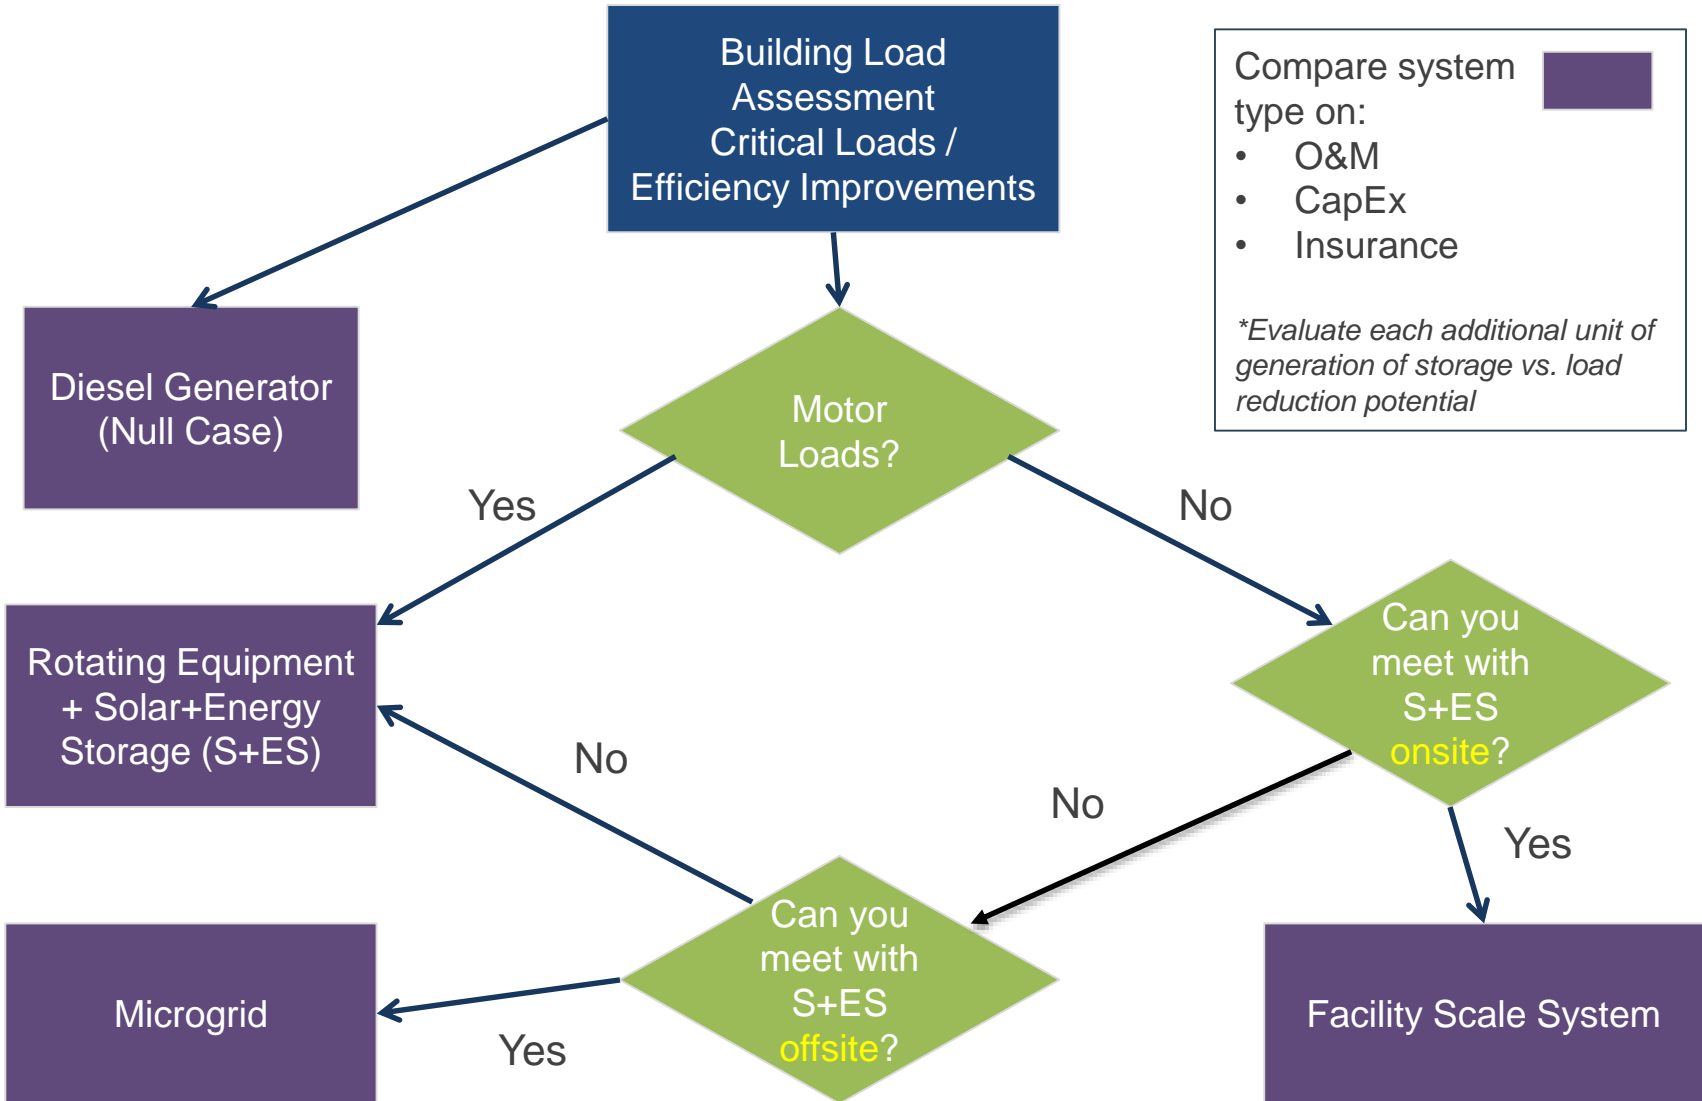 Building Load
Assessment
Critical Loads /
Efficiency Improvements
Compare system
type on:
• O&M
• CapEx
• Insurance
*Evaluate each additional unit of
generation of storage vs. load
reduction potential
Diesel Generator
(Null Case)
Motor
Loads?
Yes
No
Rotating Equipment
+ Solar+Energy
Storage (S+ES)
Can you
meet with
S+ES
onsite?
No
No
Yes
Can you
meet with
S+ES
offsite?
Microgrid
Yes
Facility Scale System